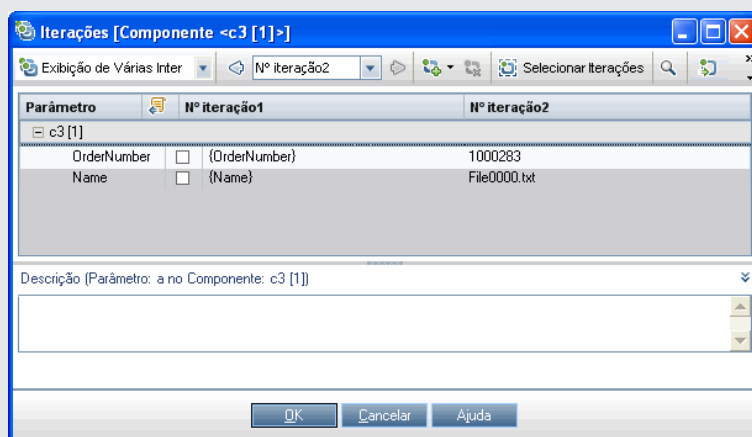 Iterações [Componente <c3 [1]>]
Exibição de Várias Inter Nº iteração2 Selecionar Iterações
Parâmetro Nº iteração1 Nº iteração2
c3 [1]
OrderNumber {OrderNumber} 1000283
Name {Name} File0000.txt
Descrição (Parâmetro: a no Componente: c3 [1])
OK Cancelar Ajuda